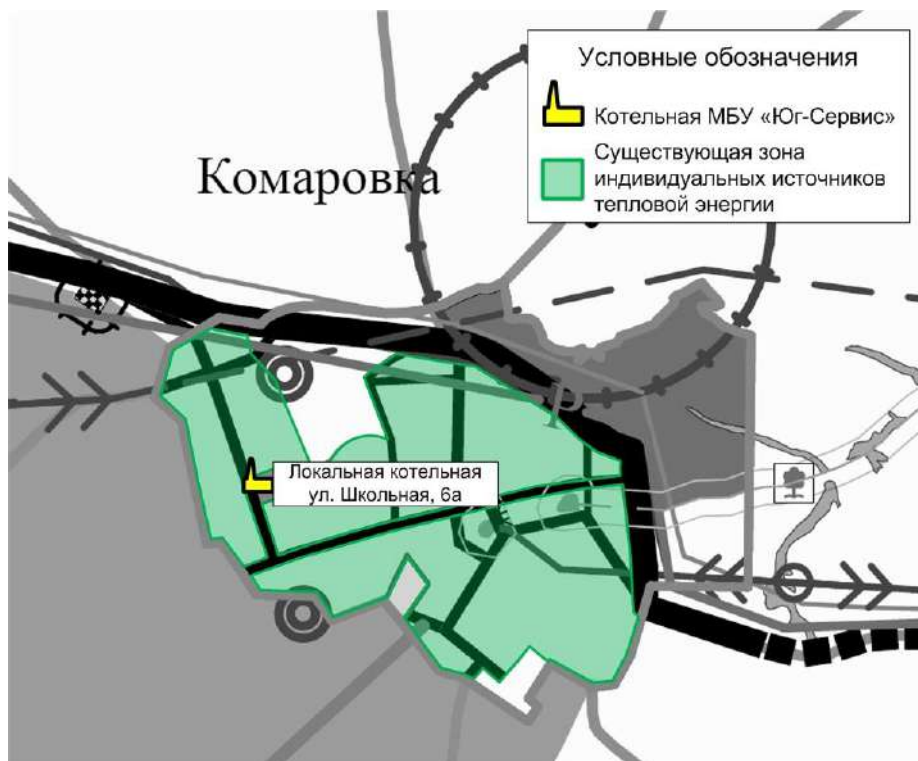 Условные обозначения
Котельная МБУ «Юг-Сервис»
Существующая зона
индивидуальных источников
тепловой энергии
Комаровка
Р
Локальная котельная
ул. Школьная, 6а